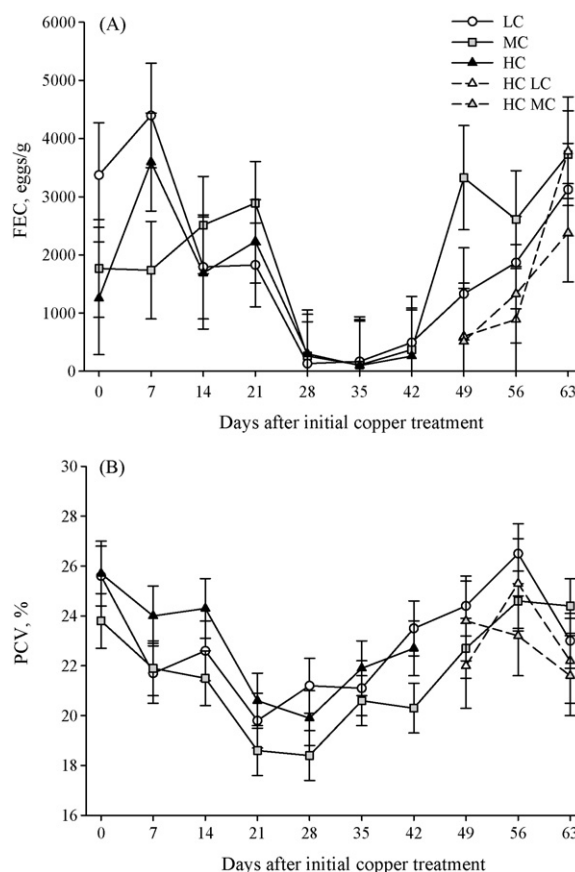 (A)
LC
MC
HC
HC LC
HC MC
6000
5000
4000
3000
2000
1000
0
FEC, eggs/g
0 7 14 21 28 35 42 49 56 63
Days after initial copper treatment
(B)
30
28
26
24
22
20
18
16
PCV, %
0 7 14 21 28 35 42 49 56 63
Days after initial copper treatment